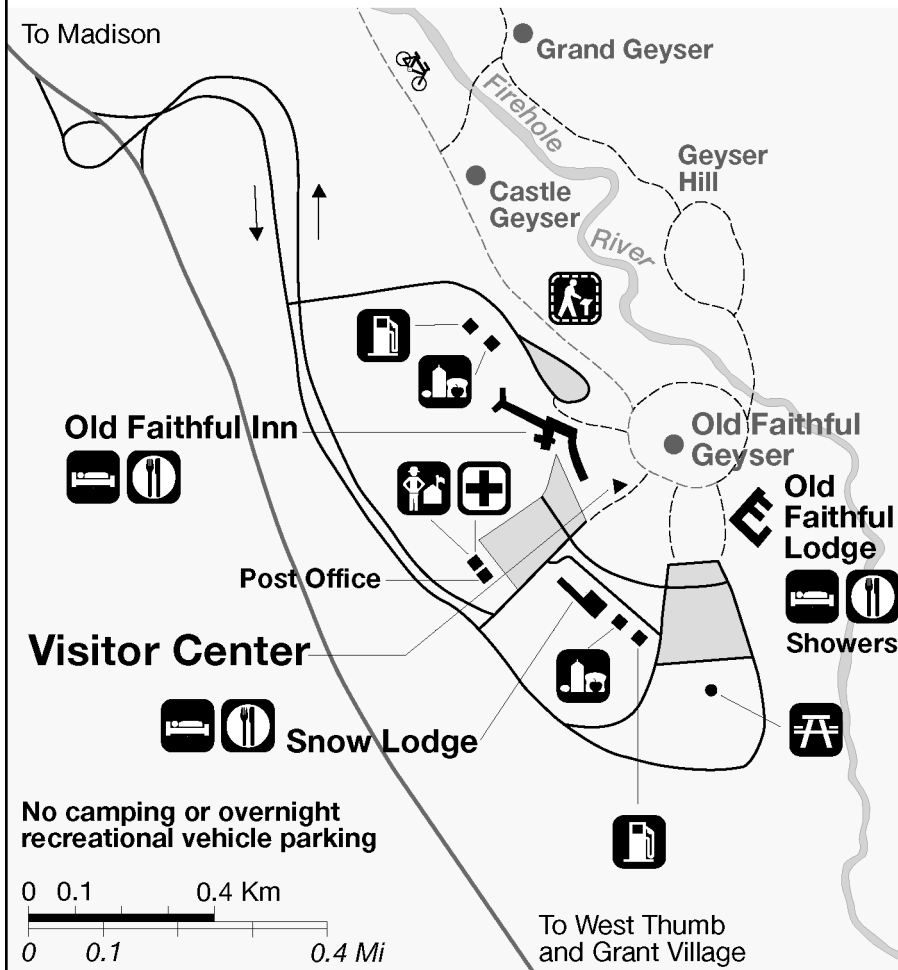 To Madison
Grand Geyser
Firehole
Geyser
Hill
Castle
Geyser
River
Old Faithful Inn
Old Faithful
Geyser
Old
Faithful
Lodge
Post Office
Showers
Visitor Center
Snow Lodge
No camping or overnight
recreational vehicle parking
0 0.1 0.4 Km
0 0.1 0.4 Mi
To West Thumb
and Grant Village